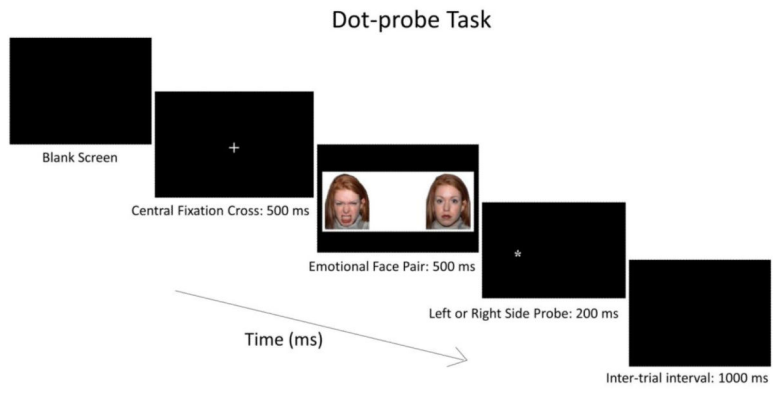 Dot-probe Task
Blank Screen
+
Central Fixation Cross: 500 ms
Emotional Face Pair: 500 ms
*
Left or Right Side Probe: 200 ms
Time (ms)
Inter-trial interval: 1000 ms